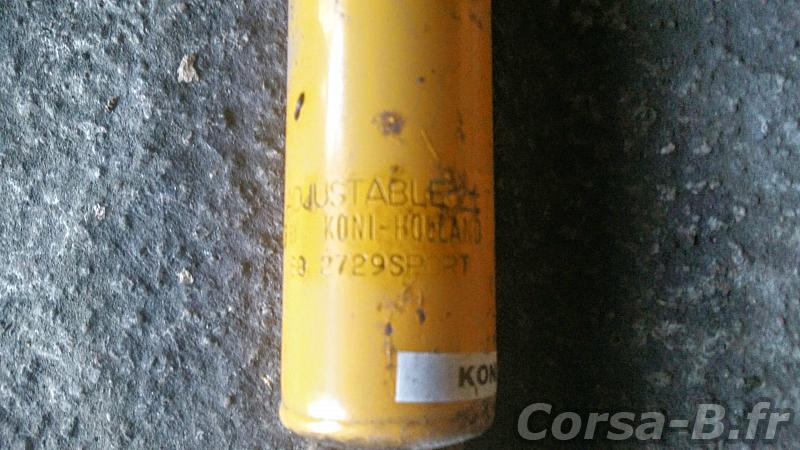 ADJUSTABLE
KONI-HOLLAND
2729SPORT
KON
Corsa-B.fr